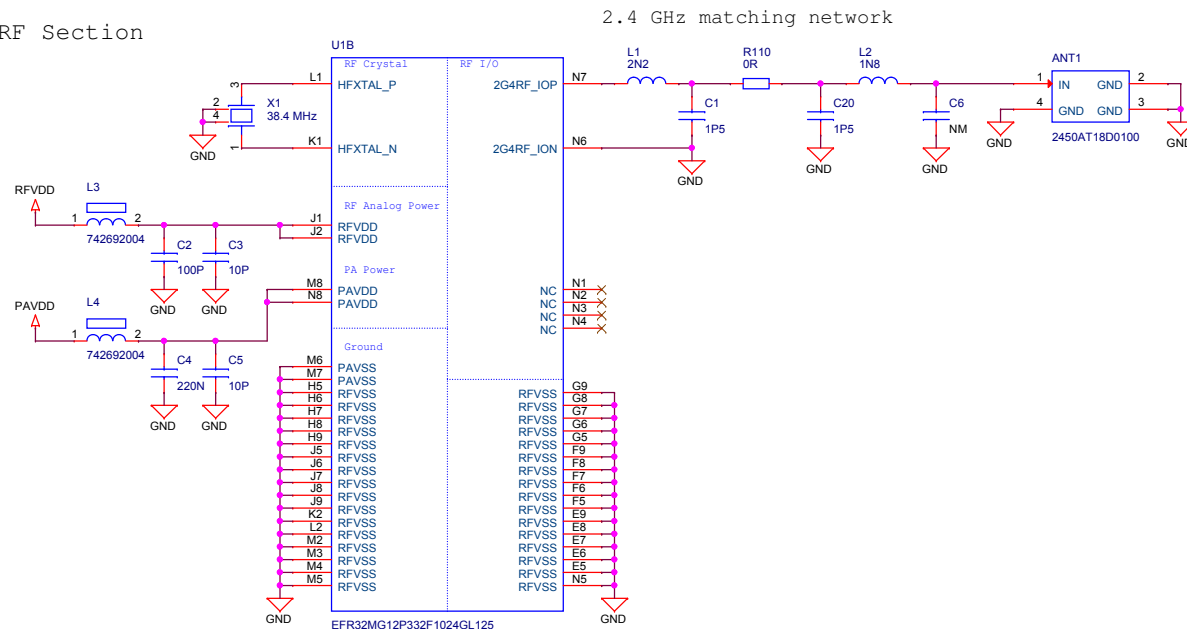 RF Section
2.4 GHz matching network
U1B
RF Crystal
RF I/O
L1
HFXTAL_P
K1
HFXTAL_N
3
2
4
1
X1
38.4 MHz
GND
N7
2G4RF_IOP
N6
2G4RF_ION
L1
2N2
R110
0R
L2
1N8
C1
1P5
GND
C20
1P5
GND
C6
NM
GND
ANT1
1
IN
GND
2
4
GND
GND
3
2450AT18D0100
GND
GND
RFVDD
L3
1
2
742692004
C2
100P
GND
C3
10P
GND
RF Analog Power
J1
RFVDD
J2
RFVDD
PA Power
M8
PAVDD
N8
PAVDD
PAVDD
L4
1
2
742692004
C4
220N
GND
C5
10P
GND
NC
N1
NC
N2
NC
N3
NC
N4
Ground
M6
PAVSS
M7
PAVSS
H5
RFVSS
H6
RFVSS
H7
RFVSS
H8
RFVSS
H9
RFVSS
J5
RFVSS
J6
RFVSS
J7
RFVSS
J8
RFVSS
J9
RFVSS
K2
RFVSS
L2
RFVSS
M2
RFVSS
M3
RFVSS
M4
RFVSS
M5
RFVSS
GND
RFVSS
G9
RFVSS
G8
RFVSS
G7
RFVSS
G6
RFVSS
G5
RFVSS
F9
RFVSS
F8
RFVSS
F7
RFVSS
F6
RFVSS
F5
RFVSS
E9
RFVSS
E8
RFVSS
E7
RFVSS
E6
RFVSS
E5
RFVSS
N5
GND
EFR32MG12P332F1024GL125